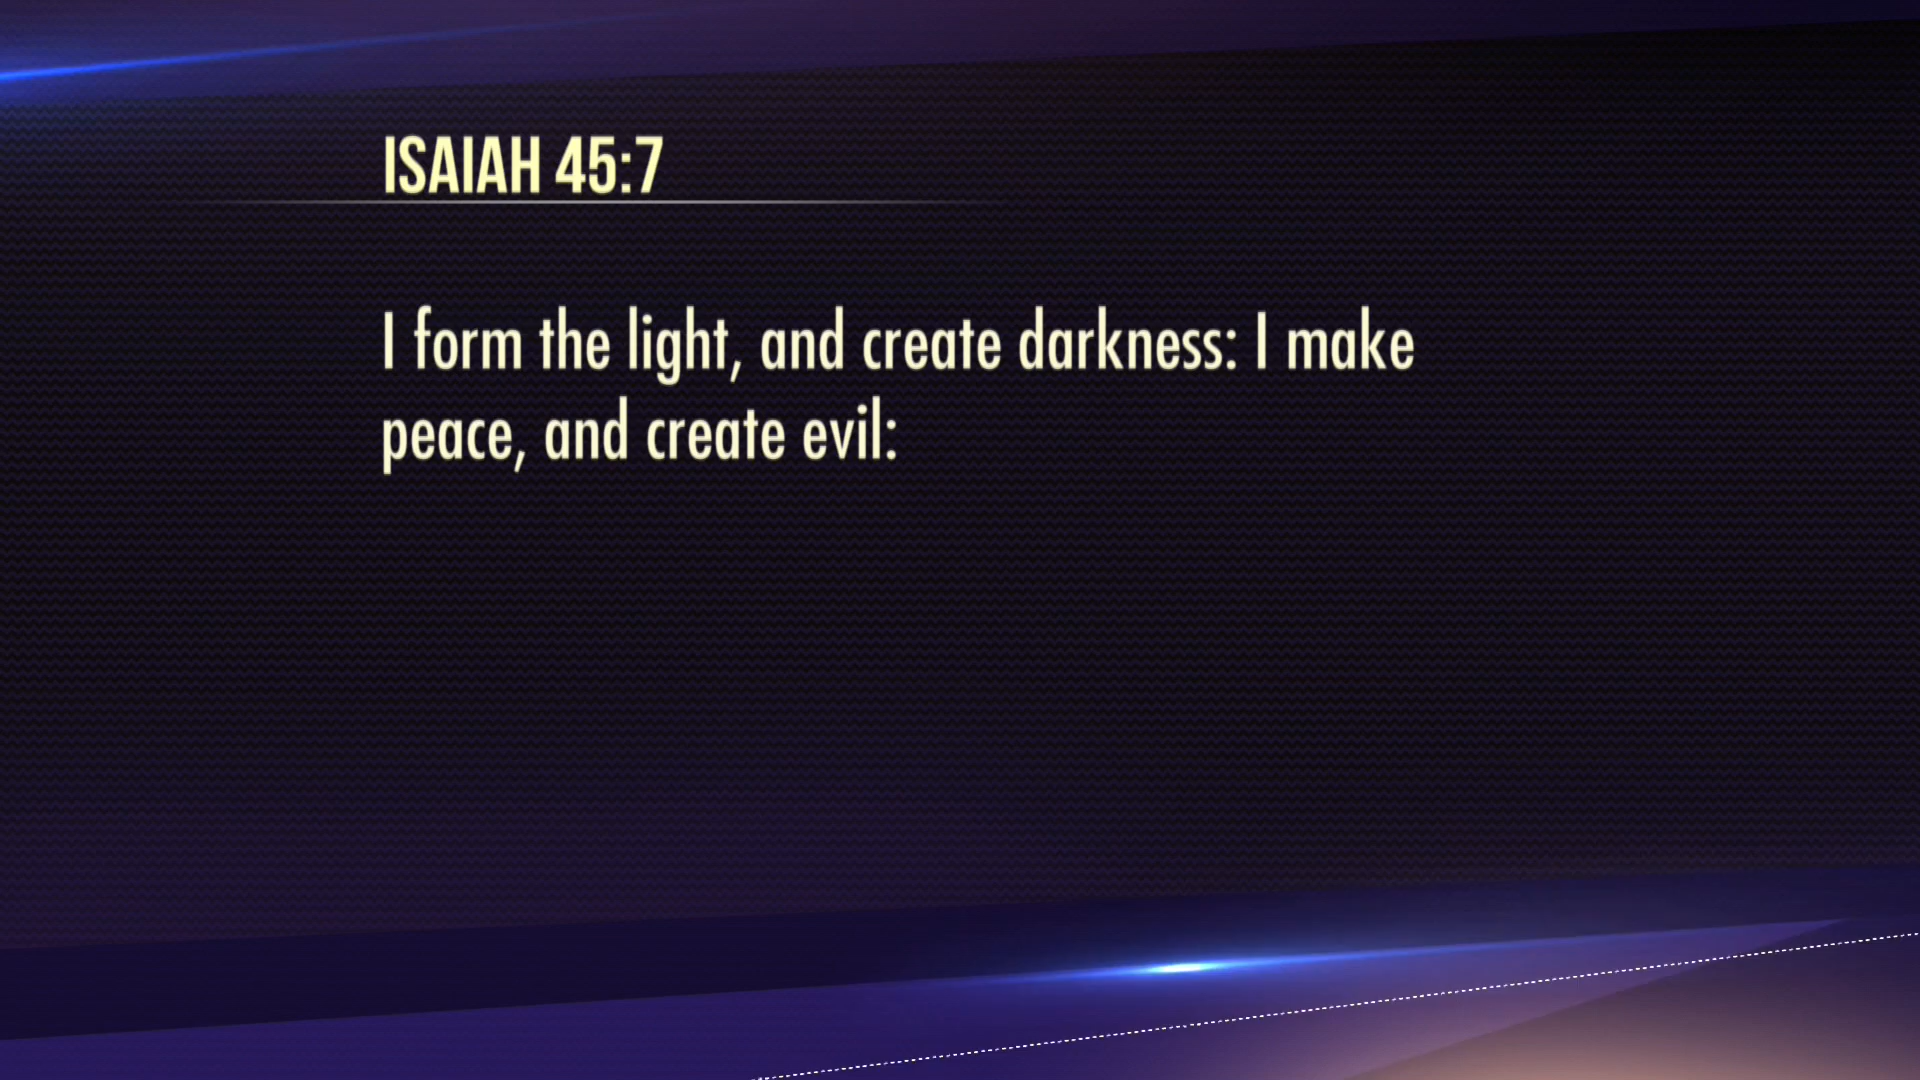 ISAIAH 45:7
I form the light, and create darkness: I make
peace, and create evil: